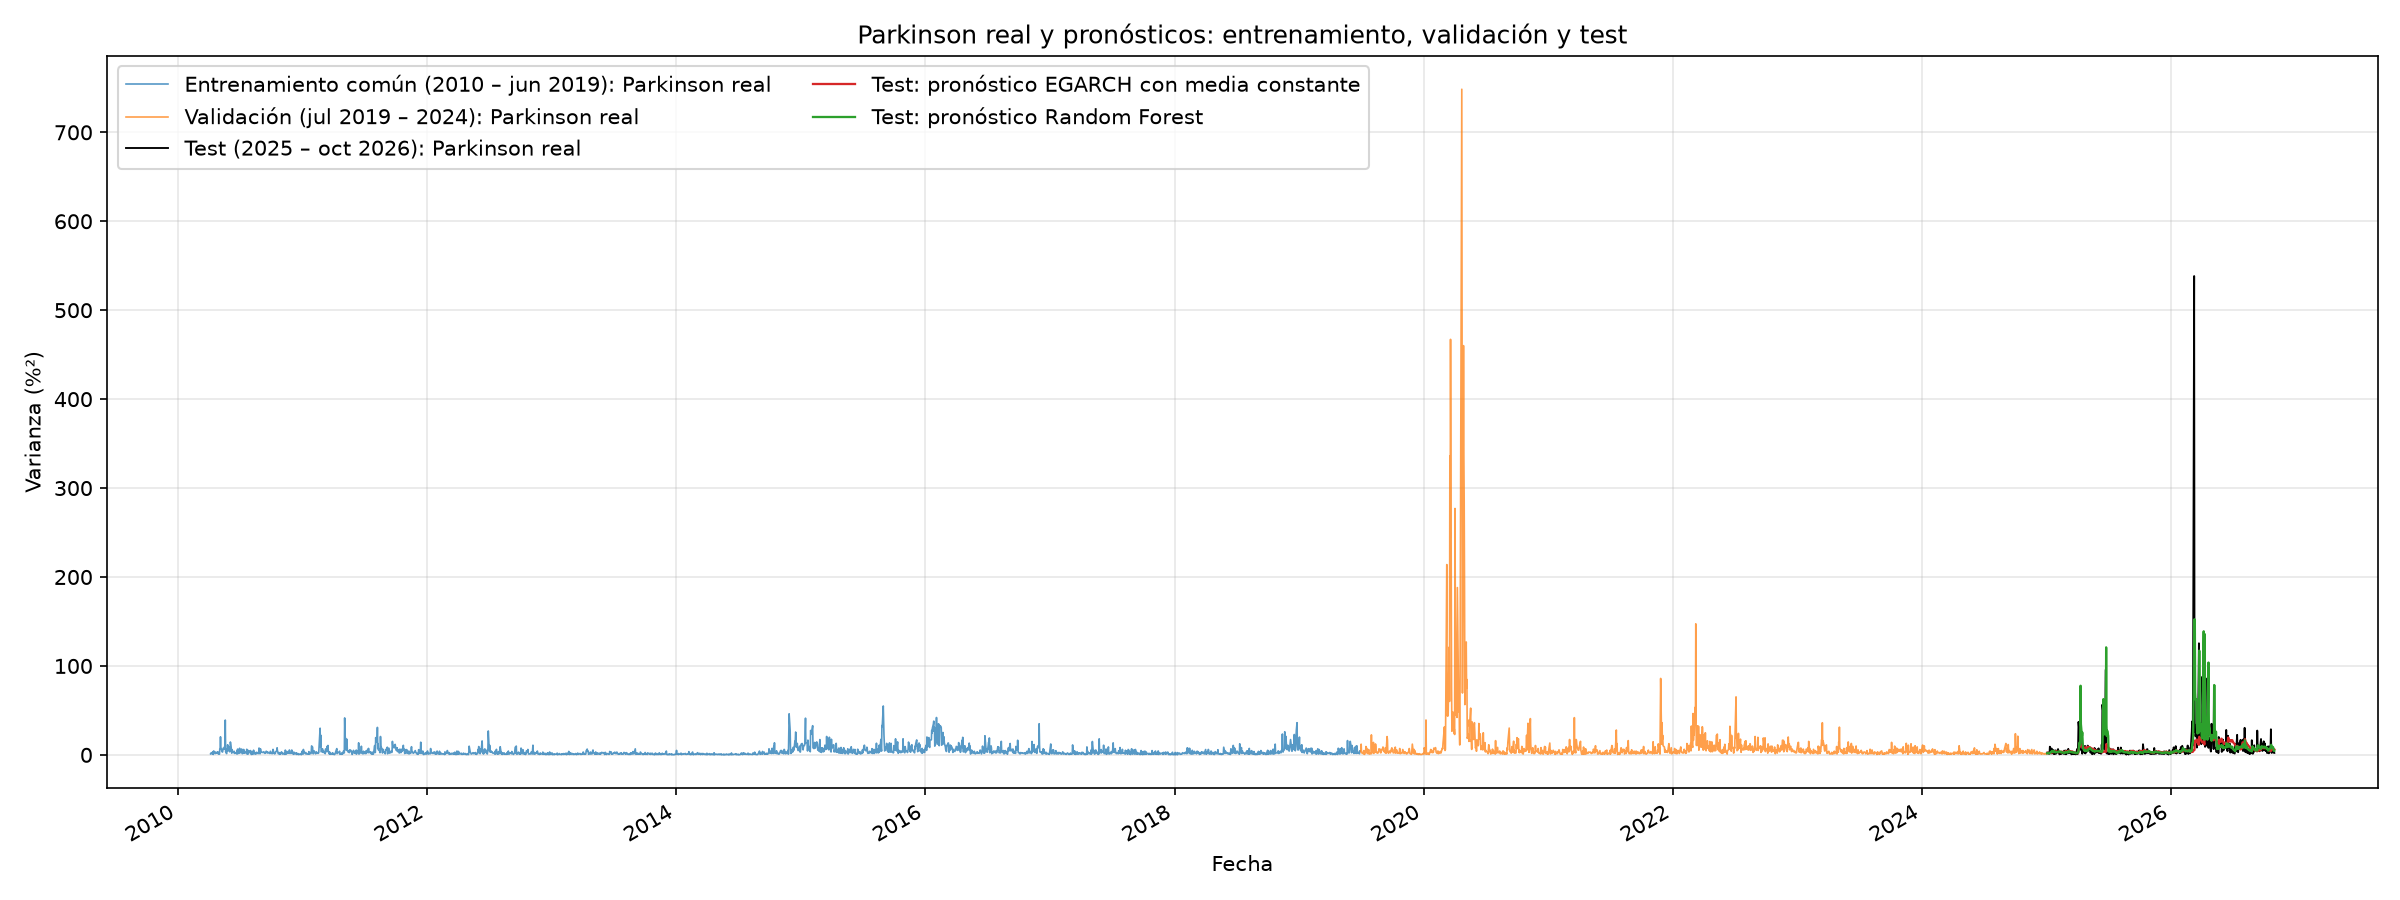 Parkinson real y pronósticos: entrenamiento, validación y test
Entrenamiento común (2010 – jun 2019): Parkinson real
Validación (jul 2019 – 2024): Parkinson real
Test (2025 – oct 2026): Parkinson real
Test: pronóstico EGARCH con media constante
Test: pronóstico Random Forest
Varianza (%²)
700
600
500
400
300
200
100
0
2010
2012
2014
2016
2018
2020
2022
2024
2026
Fecha